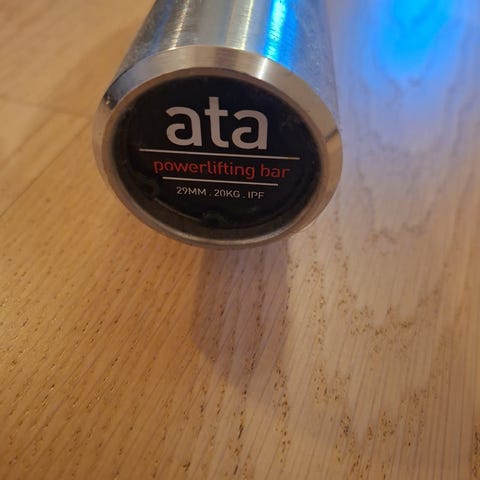 ata
powerlifting bar
29MM . 20KG . IPF